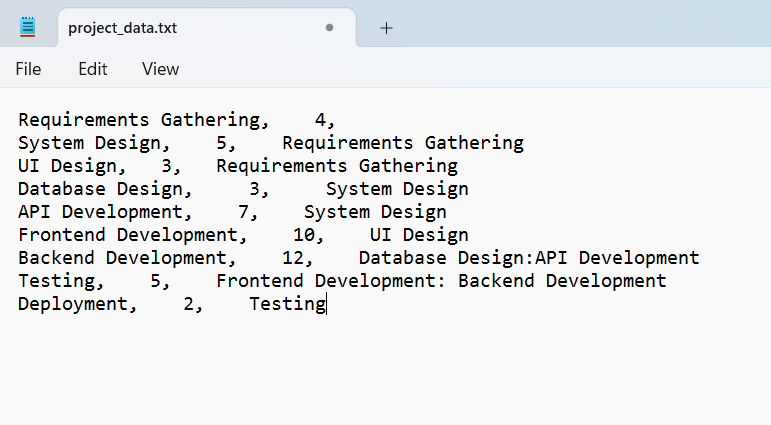 project_data.txt
File Edit View
Requirements Gathering,    4,
System Design,    5,    Requirements Gathering
UI Design,   3,   Requirements Gathering
Database Design,     3,     System Design
API Development,    7,    System Design
Frontend Development,    10,    UI Design
Backend Development,    12,    Database Design:API Development
Testing,    5,    Frontend Development: Backend Development
Deployment,    2,    Testing